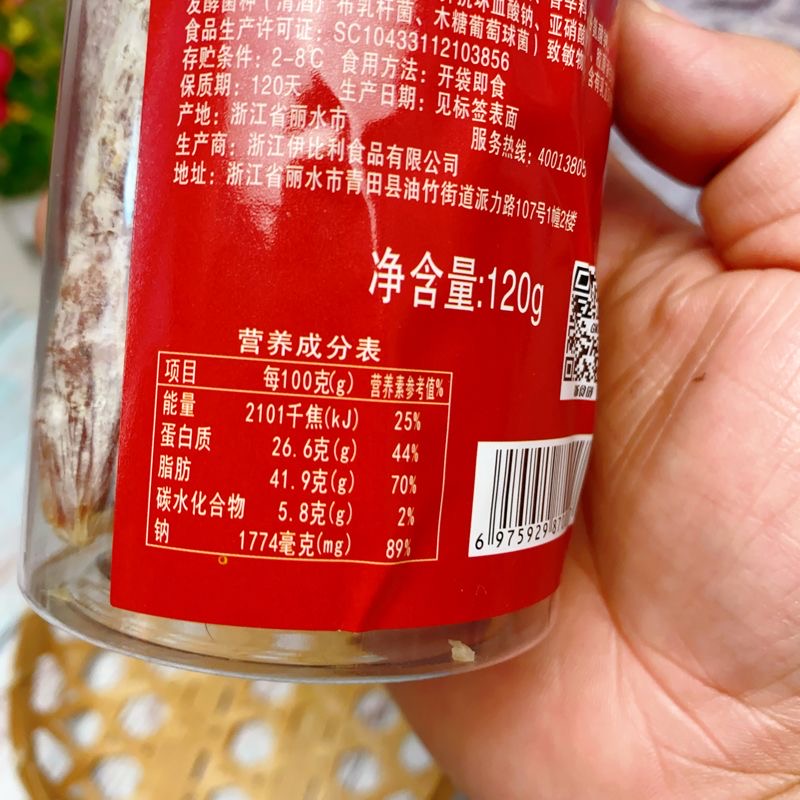 抗坏血酸钠、
发酵菌种(清酒广布乳杆菌、木糖葡萄球菌)
食品生产许可证：SC10433112103856
存贮条件：2-8℃ 食用方法：开袋即食
保质期：120天 生产日期：见标签表面
产地：浙江省丽水市
服务热线：40013805
生产商：浙江伊比利食品有限公司
地址：浙江省丽水市青田县油竹街道派力路107号1幢2楼
净含量:120g
营养成分表
项目 每100克(g) 营养素参考值%
能量 2101千焦(kJ) 25%
蛋白质 26.6克(g) 44%
脂肪 41.9克(g) 70%
碳水化合物 5.8克(g) 2%
钠 1774毫克(mg) 89%
6 975929